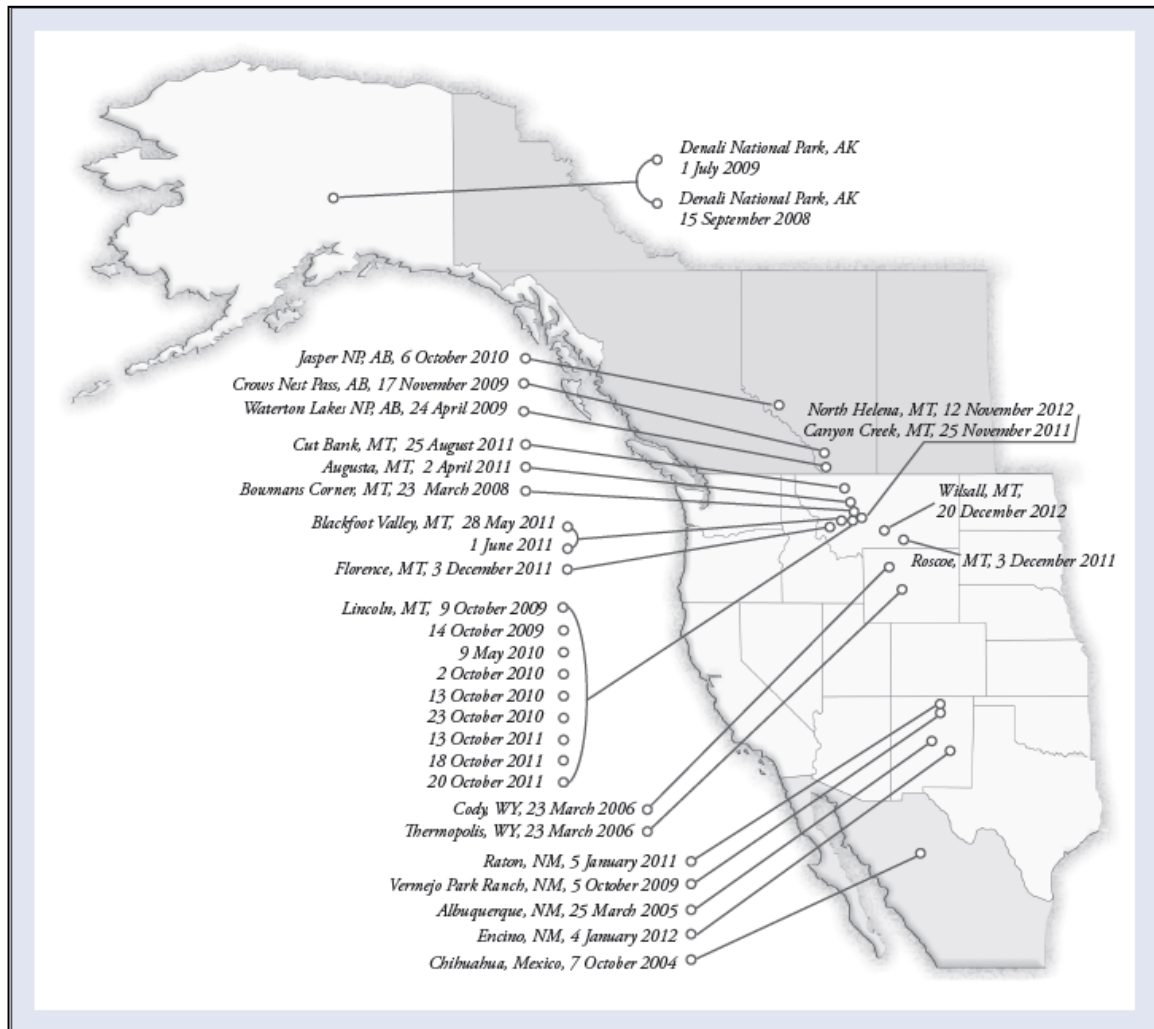 Denali National Park, AK
1 July 2009
Denali National Park, AK
15 September 2008
Jasper NP, AB, 6 October 2010
Crows Nest Pass, AB, 17 November 2009
Waterton Lakes NP, AB, 24 April 2009
North Helena, MT, 12 November 2012
Canyon Creek, MT, 25 November 2011
Cut Bank, MT, 25 August 2011
Augusta, MT, 2 April 2011
Bowmans Corner, MT, 23 March 2008
Wilsall, MT,
20 December 2012
Blackfoot Valley, MT, 28 May 2011
1 June 2011
Florence, MT, 3 December 2011
Roscoe, MT, 3 December 2011
Lincoln, MT, 9 October 2009
14 October 2009
9 May 2010
2 October 2010
13 October 2010
23 October 2010
13 October 2011
18 October 2011
20 October 2011
Cody, WY, 23 March 2006
Thermopolis, WY, 23 March 2006
Raton, NM, 5 January 2011
Vermejo Park Ranch, NM, 5 October 2009
Albuquerque, NM, 25 March 2005
Encino, NM, 4 January 2012
Chihuahua, Mexico, 7 October 2004